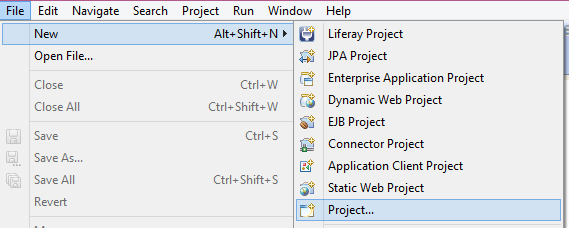 File Edit Navigate Search Project Run Window Help
New Alt+Shift+N
Open File...
Close Ctrl+W
Close All Ctrl+Shift+W
Save Ctrl+S
Save As...
Save All Ctrl+Shift+S
Revert
Liferay Project
JPA Project
Enterprise Application Project
Dynamic Web Project
EJB Project
Connector Project
Application Client Project
Static Web Project
Project...